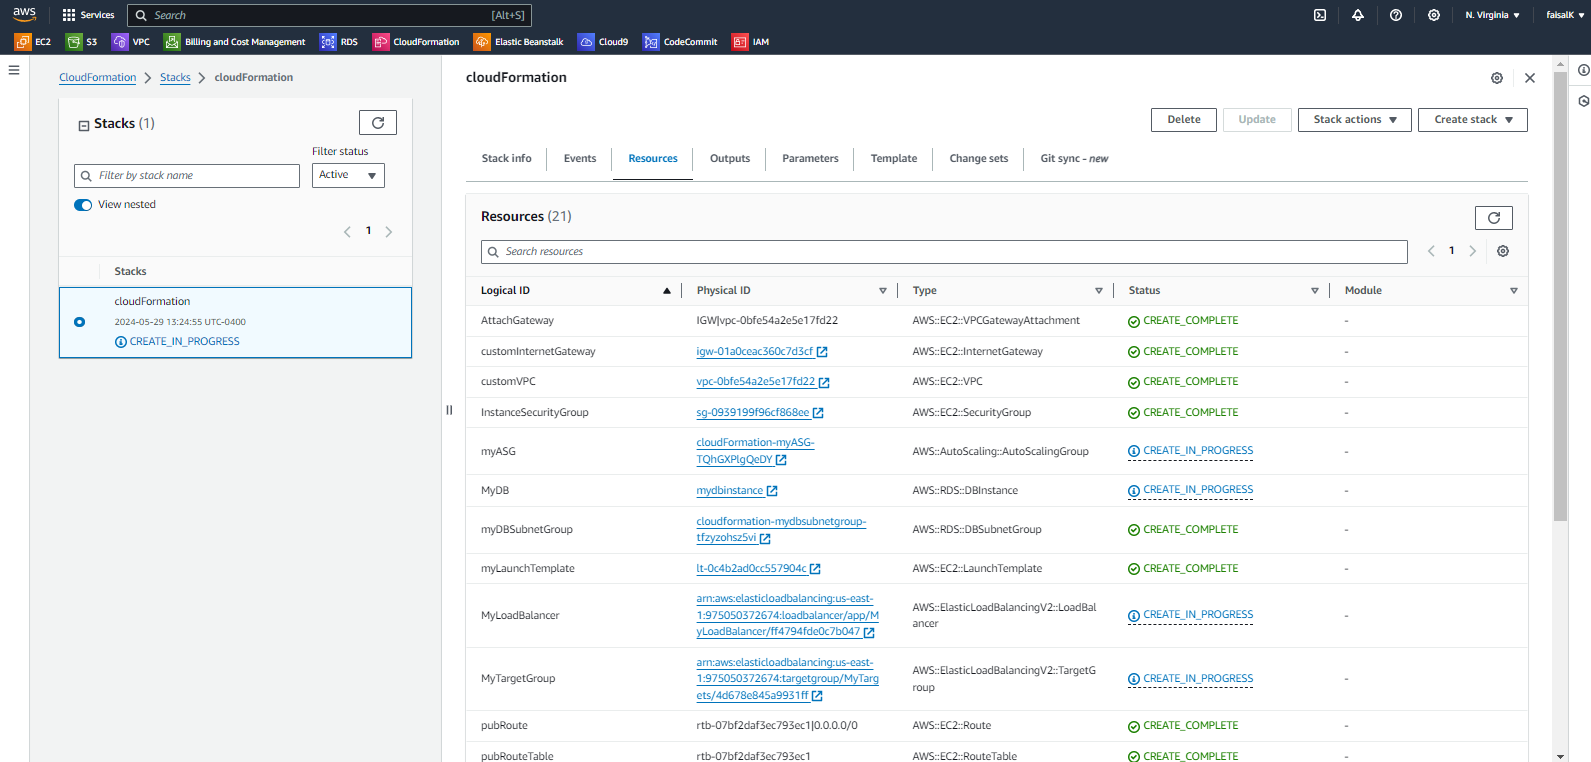 aws Services Search [Alt+S] N. Virginia faisalK
EC2 S3 VPC Billing and Cost Management RDS CloudFormation Elastic Beanstalk Cloud9 CodeCommit IAM
CloudFormation Stacks cloudFormation
Stacks (1)
Filter status
Filter by stack name Active
View nested
1
Stacks
cloudFormation
2024-05-29 13:24:55 UTC-0400
CREATE_IN_PROGRESS
cloudFormation
Delete Update Stack actions Create stack
Stack info Events Resources Outputs Parameters Template Change sets Git sync - new
Resources (21)
Search resources 1
Logical ID Physical ID Type Status Module
AttachGateway IGW|vpc-0bfe54a2e5e17fd22 AWS::EC2::VPCGatewayAttachment CREATE_COMPLETE -
customInternetGateway igw-01a0ceac360c7d3cf AWS::EC2::InternetGateway CREATE_COMPLETE -
customVPC vpc-0bfe54a2e5e17fd22 AWS::EC2::VPC CREATE_COMPLETE -
InstanceSecurityGroup sg-0939199f96cf868ee AWS::EC2::SecurityGroup CREATE_COMPLETE -
cloudFormation-myASG-
myASG AWS::AutoScaling::AutoScalingGroup CREATE_IN_PROGRESS -
TQhGXPlgQeDY
MyDB mydbinstance AWS::RDS::DBInstance CREATE_IN_PROGRESS -
cloudformation-mydbsubnetgroup-
myDBSubnetGroup AWS::RDS::DBSubnetGroup CREATE_COMPLETE -
tfzyzohsz5vi
myLaunchTemplate lt-0c4b2ad0cc557904c AWS::EC2::LaunchTemplate CREATE_COMPLETE -
arn:aws:elasticloadbalancing:us-east- AWS::ElasticLoadBalancingV2::LoadBal
MyLoadBalancer 1:975050372674:loadbalancer/app/M CREATE_IN_PROGRESS -
yLoadBalancer/ff4794fde0c7b047 ancer
arn:aws:elasticloadbalancing:us-east- AWS::ElasticLoadBalancingV2::TargetG
MyTargetGroup 1:975050372674:targetgroup/MyTarg CREATE_IN_PROGRESS -
ets/4d678e845a9931ff roup
pubRoute rtb-07bf2daf3ec793ec1|0.0.0.0/0 AWS::EC2::Route CREATE_COMPLETE -
pubRouteTable rtb-07bf2daf3ec793ec1 AWS::EC2::RouteTable CREATE_COMPLETE -